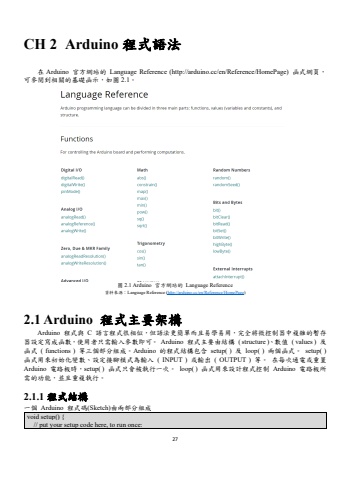 CH 2 Arduino 程式語法
在 Arduino 官方網站的 Language Reference (http://arduino.cc/en/Reference/HomePage) 函式網頁，
可參閱到相關的基礎函示，如圖 2.1。
Language Reference
Arduino programming language can be divided in three main parts: functions, values (variables and constants), and
structure.
Functions
For controlling the Arduino board and performing computations.
Digital I/O
digitalRead()
digitalWrite()
pinMode()
Analog I/O
analogRead()
analogReference()
analogWrite()
Zero, Due & MKR Family
analogReadResolution()
analogWriteResolution()
Advanced I/O
Math
abs()
constrain()
map()
max()
min()
pow()
sq()
sqrt()
Trigonometry
cos()
sin()
tan()
Random Numbers
random()
randomSeed()
Bits and Bytes
bit()
bitClear()
bitRead()
bitSet()
bitWrite()
highByte()
lowByte()
External Interrupts
attachInterrupt()
圖 2.1 Arduino 官方網站的 Language Reference
資料來源：Language Reference (http://arduino.cc/en/Reference/HomePage)
2.1 Arduino 程式主要架構
Arduino 程式與 C 語言程式很相似，但語法更簡單而且易學易用，完全將微控制器中複雜的暫存
器設定寫成函數，使用者只需輸入參數即可。 Arduino 程式主要由結構 ( structure )、數值 ( values ) 及
函式 ( functions ) 等三個部分組成。Arduino 的程式結構包含 setup( ) 及 loop( ) 兩個函式。 setup( )
函式用來初始化變數、設定接腳模式為輸入 ( INPUT ) 或輸出 ( OUTPUT ) 等。 在每次通電或重置
Arduino 電路板時，setup( ) 函式只會被執行一次。 loop( ) 函式用來設計程式控制 Arduino 電路板所
需的功能，並且重複執行。
2.1.1 程式結構
一個 Arduino 程式碼(Sketch)由兩部分組成
void setup() {
// put your setup code here, to run once:
27